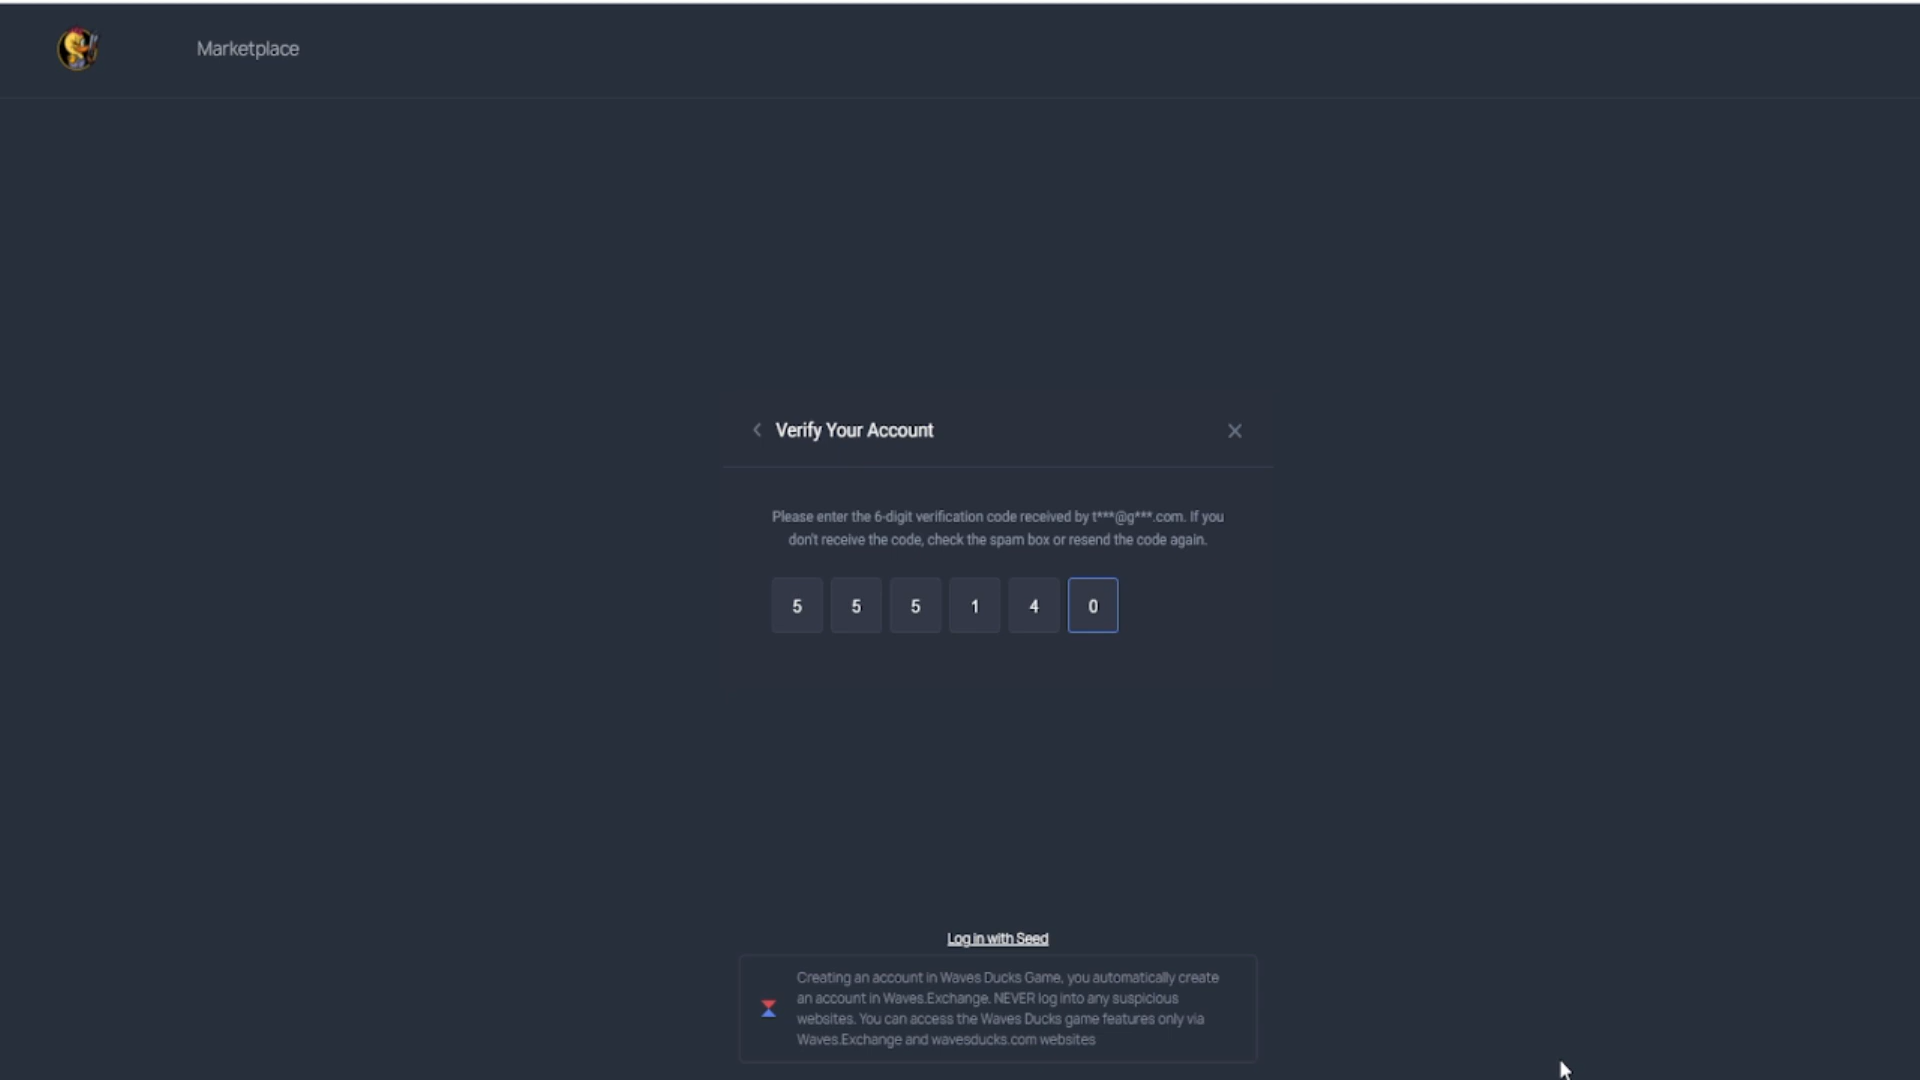 Marketplace
Verify Your Account
Please enter the 6-digit verification code received by t***@g***.com. If you
don't receive the code, check the spam box or resend the code again.
5 5 5 1 4 0
Log in with Seed
Creating an account in Waves Ducks Game, you automatically create
an account in Waves.Exchange. NEVER log into any suspicious
websites. You can access the Waves Ducks game features only via
Waves.Exchange and wavesducks.com websites